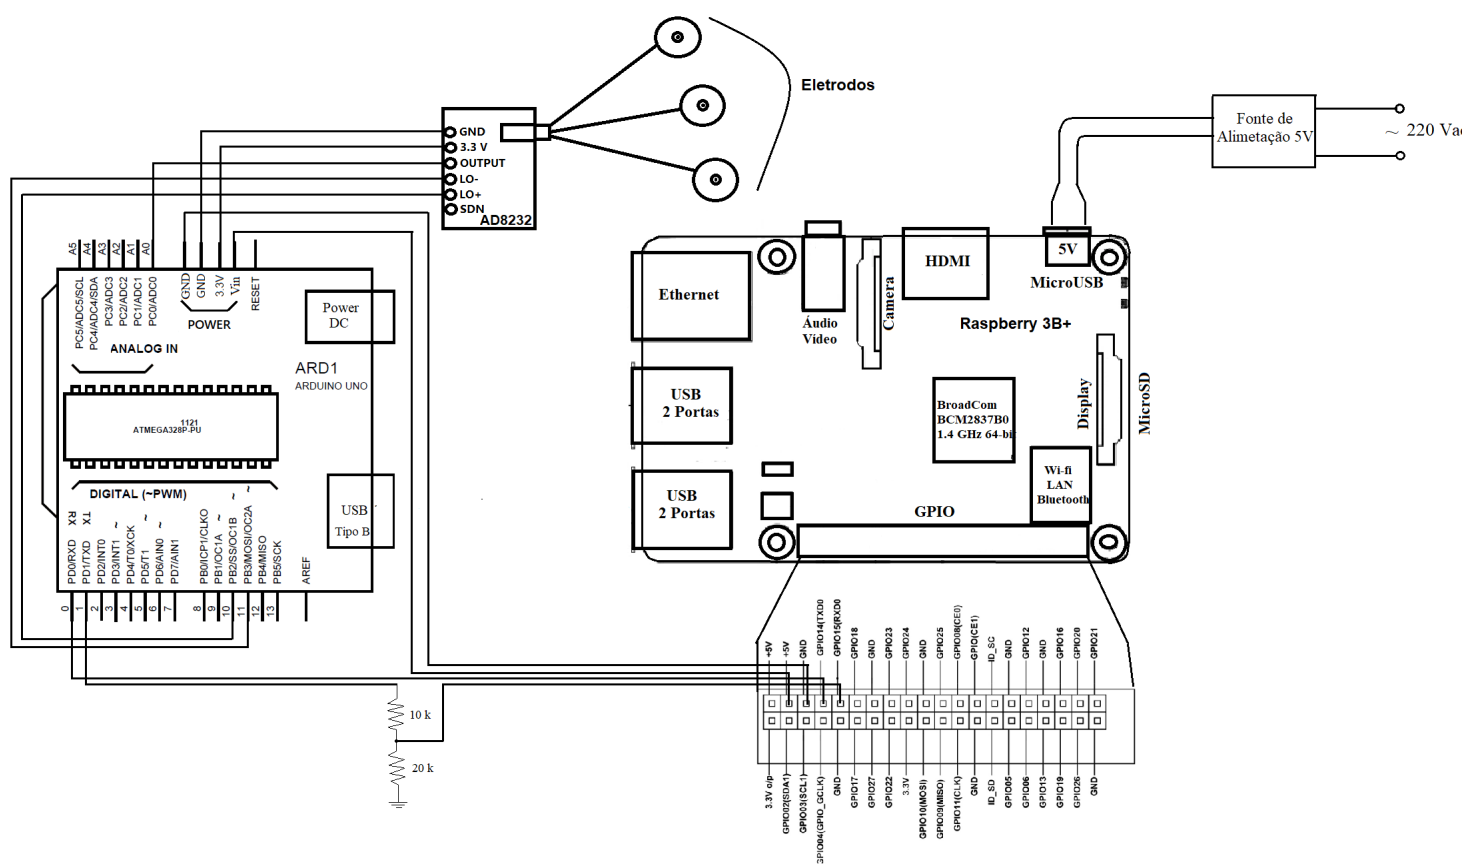 Eletrodos
GND
3.3 V
OUTPUT
LO-
LO+
SDN
AD8232
Fonte de
Alimetação 5V
~ 220 Vac
A5
A4
A3
A2
A1
A0
PC5/ADC5/SCL
PC4/ADC4/SDA
PC3/ADC3
PC2/ADC2
PC1/ADC1
PC0/ADC0
GND
GND
3.3V
Vin
RESET
POWER
ANALOG IN
Power
DC
ARD1
ARDUINO UNO
1121
ATMEGA328P-PU
DIGITAL (~PWM)
USB
Tipo B
RX
TX
~
~
~
~
~
~
PD0/RXD
PD1/TXD
PD2/INT0
PD3/INT1
PD4/T0/XCK
PD5/T1
PD6/AIN0
PD7/AIN1
PB0/ICP1/CLKO
PB1/OC1A
PB2/SS/OC1B
PB3/MOSI/OC2A
PB4/MISO
PB5/SCK
AREF
0
1
2
3
4
5
6
7
8
9
10
11
12
13
10 k
20 k
Ethernet
Áudio
Vídeo
Camera
HDMI
5V
MicroUSB
Raspberry 3B+
USB
2 Portas
USB
2 Portas
BroadCom
BCM2837B0
1.4 GHz 64-bit
Display
MicroSD
Wi-fi
LAN
Bluetooth
GPIO
+5V
+5V
GND
GPIO14(TXD0
GPIO15(RXD0
GPIO18
GND
GPIO23
GPIO24
GND
GPIO25
GPIO08(CE0)
GPIO(CE1)
ID_SC
GND
GPIO12
GND
GPIO16
GPIO20
GPIO21
3.3V o/p
GPIO02(SDA1)
GPIO03(SCL1)
GPIO04(GPIO_GCLK)
GND
GPIO17
GPIO27
GPIO22
3.3V
GPIO10(MOSI)
GPIO09(MISO)
GPIO11(CLK)
GND
ID_SD
GPIO05
GPIO06
GPIO13
GPIO19
GPIO26
GND